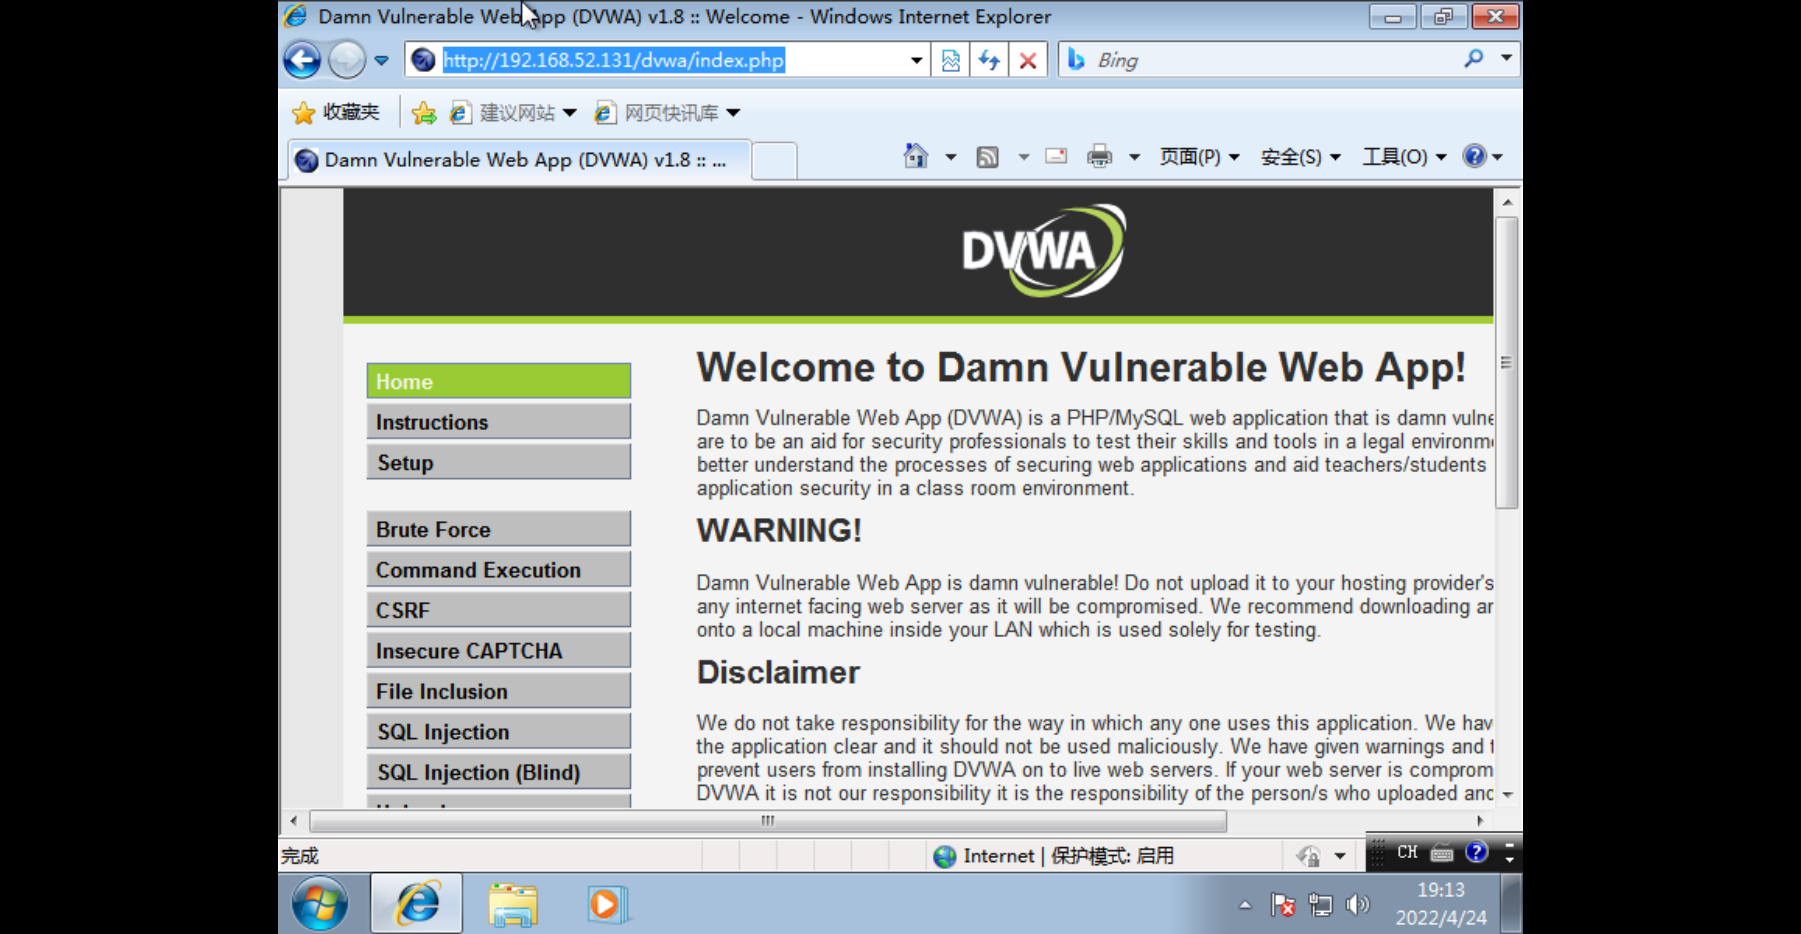 Damn Vulnerable Web App (DVWA) v1.8 :: Welcome - Windows Internet Explorer
http://192.168.52.131/dvwa/index.php
Bing
收藏夹
建议网站
网页快讯库
Damn Vulnerable Web App (DVWA) v1.8 :: ...
页面(P)
安全(S)
工具(O)
DVWA
Home
Instructions
Setup
Brute Force
Command Execution
CSRF
Insecure CAPTCHA
File Inclusion
SQL Injection
SQL Injection (Blind)
Welcome to Damn Vulnerable Web App!
Damn Vulnerable Web App (DVWA) is a PHP/MySQL web application that is damn vulne
are to be an aid for security professionals to test their skills and tools in a legal environm
better understand the processes of securing web applications and aid teachers/students
application security in a class room environment.
WARNING!
Damn Vulnerable Web App is damn vulnerable! Do not upload it to your hosting provider's
any internet facing web server as it will be compromised. We recommend downloading ar
onto a local machine inside your LAN which is used solely for testing.
Disclaimer
We do not take responsibility for the way in which any one uses this application. We hav
the application clear and it should not be used maliciously. We have given warnings and
prevent users from installing DVWA on to live web servers. If your web server is comprom
DVWA it is not our responsibility it is the responsibility of the person/s who uploaded and
完成
Internet | 保护模式: 启用
CH
19:13
2022/4/24